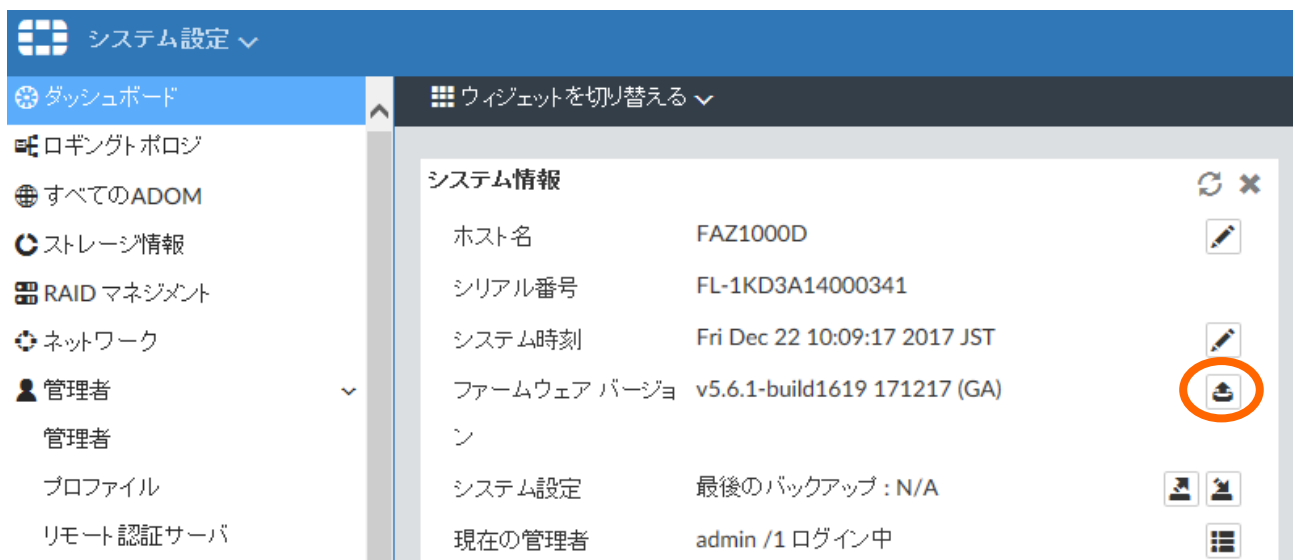 システム設定
ダッシュボード
ロギングトポロジ
すべてのADOM
ストレージ情報
RAID マネジメント
ネットワーク
管理者
管理者
プロファイル
リモート認証サーバ
ウィジェットを切り替える
システム情報
ホスト名 FAZ1000D
シリアル番号 FL-1KD3A14000341
システム時刻 Fri Dec 22 10:09:17 2017 JST
ファームウェア バージョ v5.6.1-build1619 171217 (GA)
ン
システム設定 最後のバックアップ : N/A
現在の管理者 admin /1 ログイン中